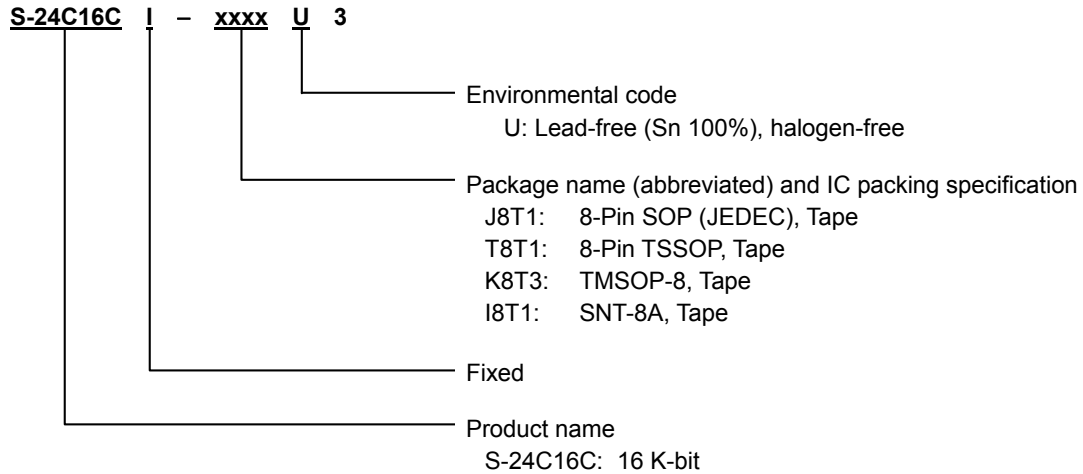 S-24C16C I – xxxx U 3
Environmental code
U: Lead-free (Sn 100%), halogen-free
Package name (abbreviated) and IC packing specification
J8T1: 8-Pin SOP (JEDEC), Tape
T8T1: 8-Pin TSSOP, Tape
K8T3: TMSOP-8, Tape
I8T1: SNT-8A, Tape
Fixed
Product name
S-24C16C: 16 K-bit